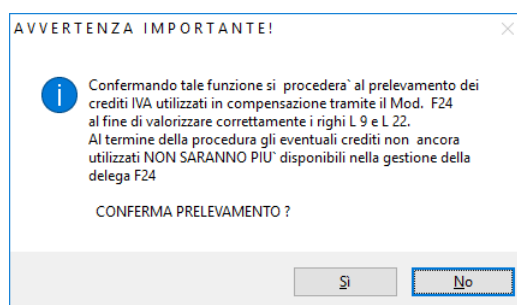 AVVERTENZA IMPORTANTE!
Confermando tale funzione si procedera` al prelevamento dei
crediti IVA utilizzati in compensazione tramite il Mod. F24
al fine di valorizzare correttamente i righi L 9 e L 22.
Al termine della procedura gli eventuali crediti non ancora
utilizzati NON SARANNO PIU` disponibili nella gestione della
delega F24
CONFERMA PRELEVAMENTO ?
Sì
No